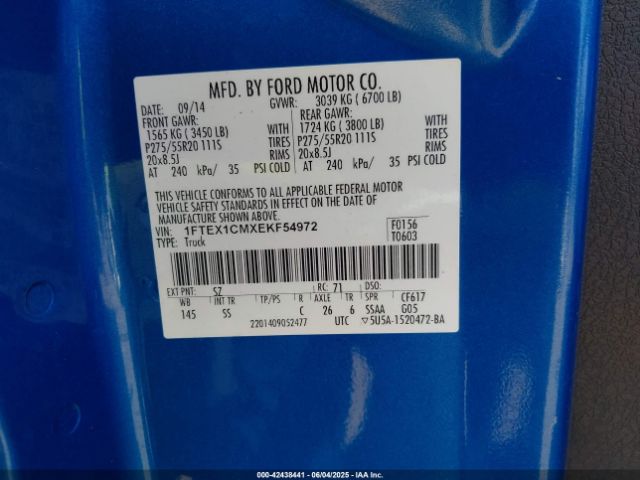 MFD. BY FORD MOTOR CO.
DATE: 09/14 GVWR: 3039 KG ( 6700 LB)
FRONT GAWR: REAR GAWR:
1565 KG ( 3450 LB) WITH 1724 KG ( 3800 LB) WITH
P275/55R20 111S TIRES P275/55R20 111S TIRES
20x8.5J RIMS 20x8.5J RIMS
AT 240 kPa/ 35 PSI COLD AT 240 kPa/ 35 PSI COLD
THIS VEHICLE CONFORMS TO ALL APPLICABLE FEDERAL MOTOR
VEHICLE SAFETY STANDARDS IN EFFECT ON THE DATE OF
MANUFACTURE SHOWN ABOVE.
VIN: 1FTEX1CMXEKF54972 F0156
TYPE: Truck T0603
EXT PNT: SZ RC: 71 DSO:
WB INT TR TP/PS R AXLE TR SPR CF617
145 SS C 26 6 SSAA G05
2201409052477 UTC ▽5U5A-1520472-BA
000-42438441 - 06/04/2025 - IAA, Inc.